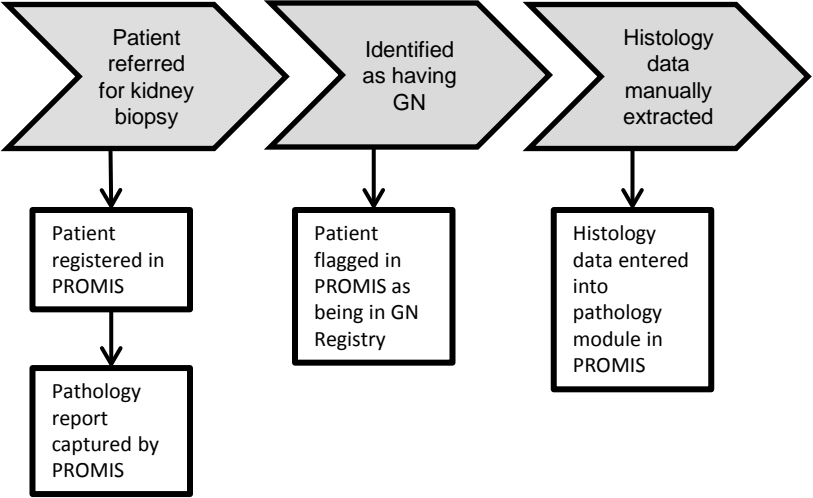 Patient
referred
for kidney
biopsy
Identified
as having
GN
Histology
data
manually
extracted
Patient
registered in
PROMIS
Patient
flagged in
PROMIS as
being in GN
Registry
Histology
data entered
into
pathology
module in
PROMIS
Pathology
report
captured by
PROMIS